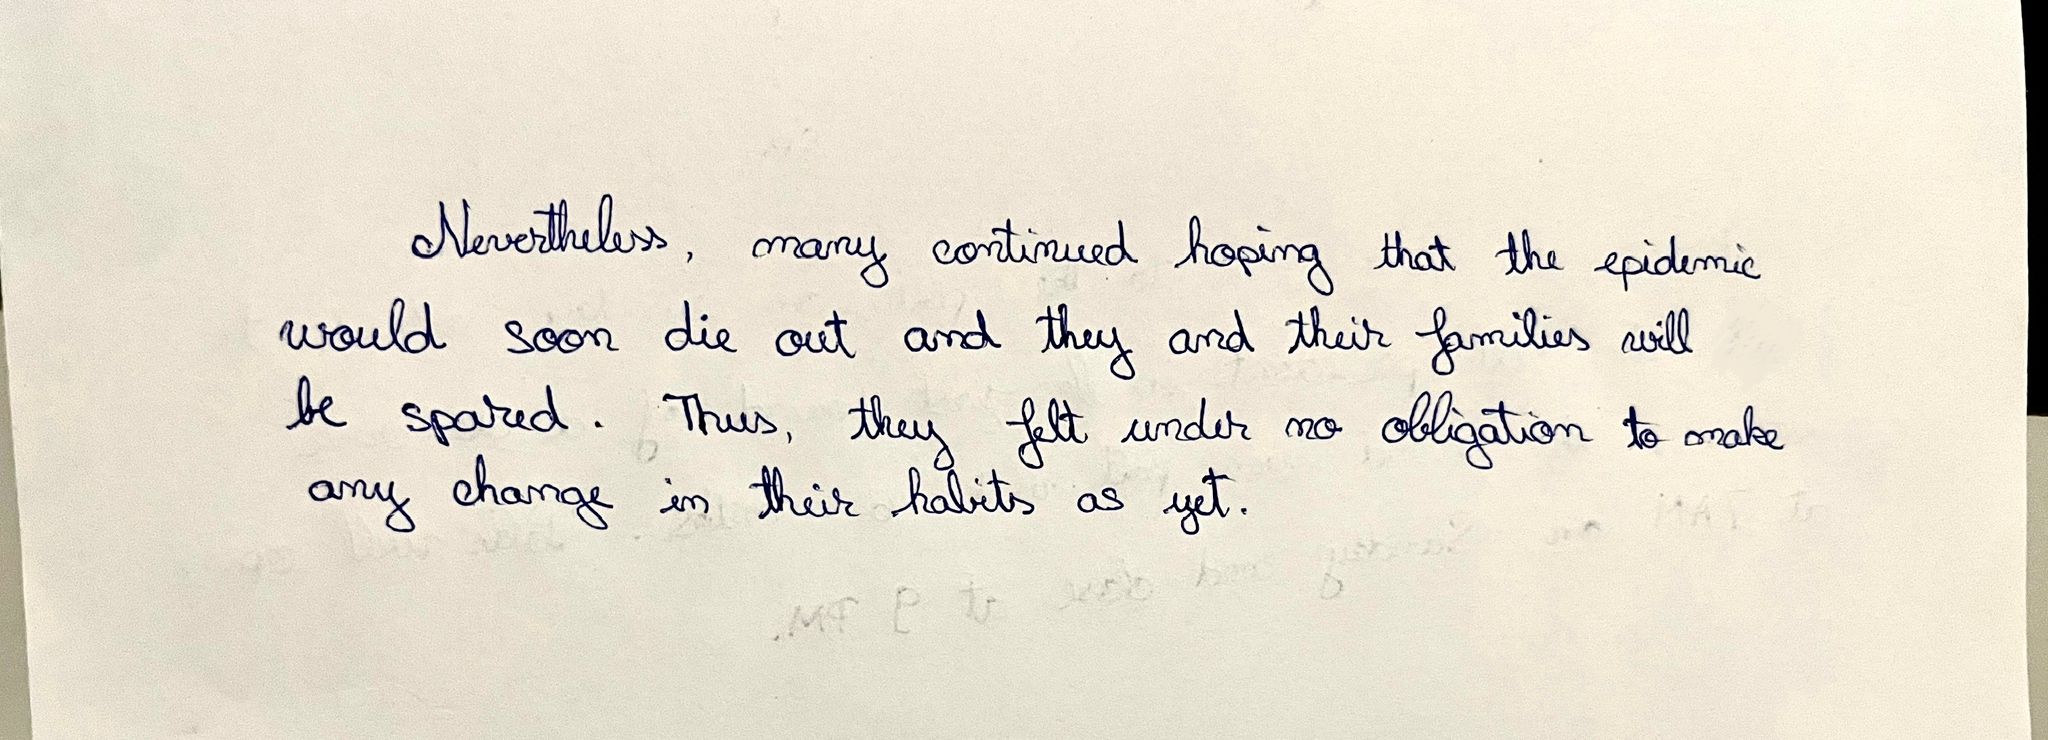 Nevertheless, many continued hoping that the epidemic
would soon die out and they and their families will
be spared. Thus, they felt under no obligation to make
any change in their habits as yet.